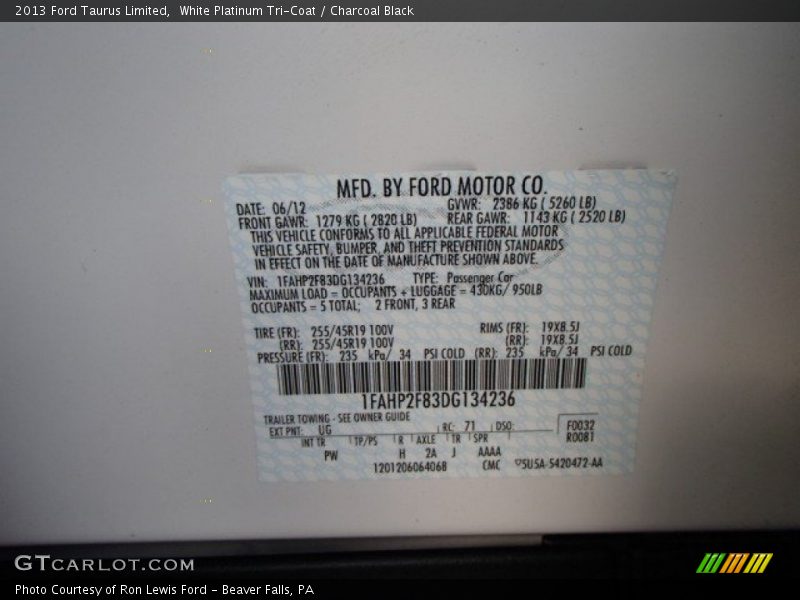 2013 Ford Taurus Limited,  White Platinum Tri-Coat / Charcoal Black
MFD. BY FORD MOTOR CO.
DATE: 06/12 GVWR: 2386 KG ( 5260 LB)
FRONT GAWR: 1279 KG ( 2820 LB) REAR GAWR: 1143 KG ( 2520 LB)
THIS VEHICLE CONFORMS TO ALL APPLICABLE FEDERAL MOTOR
VEHICLE SAFETY, BUMPER, AND THEFT PREVENTION STANDARDS
IN EFFECT ON THE DATE OF MANUFACTURE SHOWN ABOVE.
VIN: 1FAHP2F83DG134236 TYPE: Passenger Car
MAXIMUM LOAD = OCCUPANTS + LUGGAGE = 430KG/ 950LB
OCCUPANTS = 5 TOTAL; 2 FRONT, 3 REAR
TIRE (FR): 255/45R19 100V RIMS (FR): 19X8.5J
(RR): 255/45R19 100V (RR): 19X8.5J
PRESSURE (FR): 235 kPa/ 34 PSI COLD (RR): 235 kPa/ 34 PSI COLD
1FAHP2F83DG134236
TRAILER TOWING - SEE OWNER GUIDE
EXT PNT: UG RC: 71 DSO: F0032
R0081
INT TR TP/PS R AXLE TR SPR
PW H 2A J AAAA
12012060640​68 CMC 5U5A-5420472-AA
GTCARLOT.COM
Photo Courtesy of Ron Lewis Ford - Beaver Falls, PA